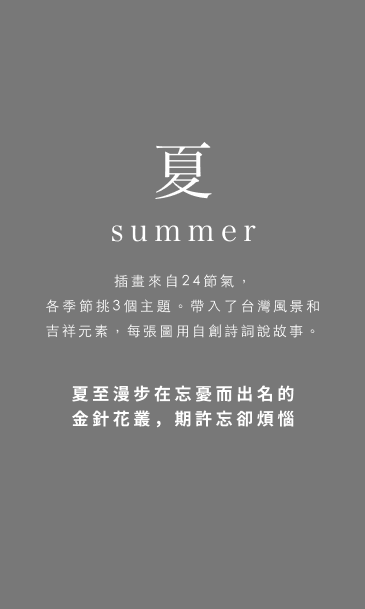 夏
summer
插畫來自24節氣，
各季節挑3個主題。帶入了台灣風景和
吉祥元素，每張圖用自創詩詞說故事。
夏至漫步在忘憂而出名的
金針花叢，期許忘卻煩惱